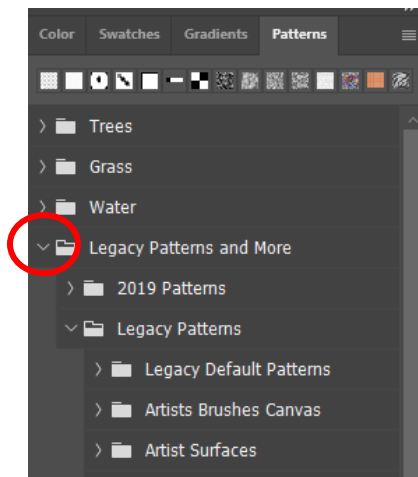 Color Swatches Gradients Patterns
Trees
Grass
Water
Legacy Patterns and More
2019 Patterns
Legacy Patterns
Legacy Default Patterns
Artists Brushes Canvas
Artist Surfaces